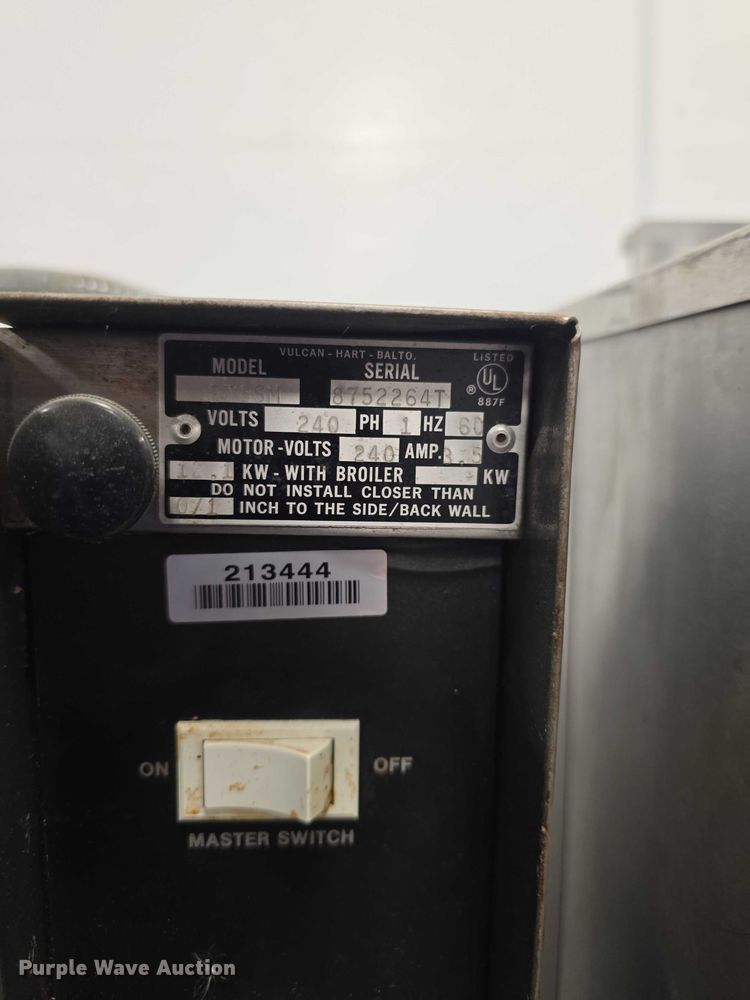 VULCAN - HART - BALTO.
LISTED
MODEL SERIAL
8752264T
® UL
887F
VOLTS 240 PH 1 HZ 60
MOTOR - VOLTS 240 AMP.
KW - WITH BROILER KW
DO NOT INSTALL CLOSER THAN
0/1 INCH TO THE SIDE/BACK WALL
213444
ON OFF
MASTER SWITCH
Purple Wave Auction